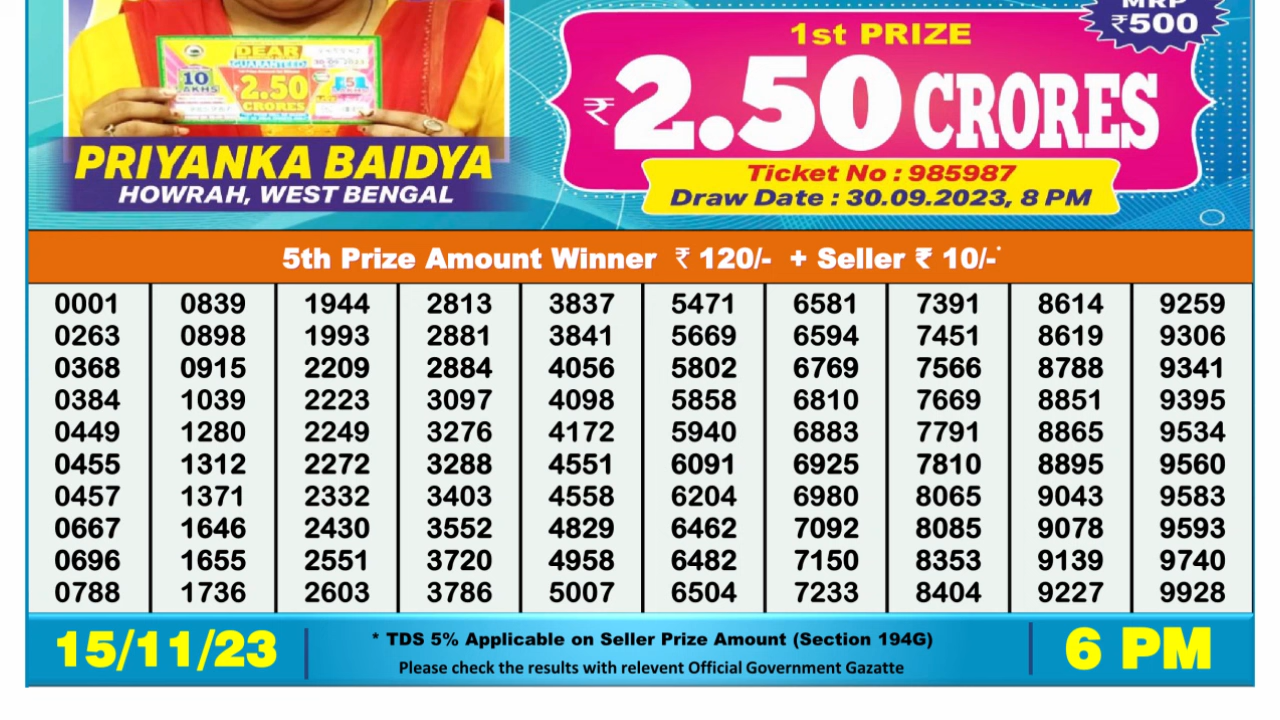 MRP
₹500
1st PRIZE
₹2.50 CRORES
DEAR
GUARANTEED
10
2.50
CRORES
PRIYANKA BAIDYA
HOWRAH, WEST BENGAL
Ticket No : 985987
Draw Date : 30.09.2023, 8 PM
5th Prize Amount Winner ₹ 120/- + Seller ₹ 10/-*
0001 0839 1944 2813 3837 5471 6581 7391 8614 9259
0263 0898 1993 2881 3841 5669 6594 7451 8619 9306
0368 0915 2209 2884 4056 5802 6769 7566 8788 9341
0384 1039 2223 3097 4098 5858 6810 7669 8851 9395
0449 1280 2249 3276 4172 5940 6883 7791 8865 9534
0455 1312 2272 3288 4551 6091 6925 7810 8895 9560
0457 1371 2332 3403 4558 6204 6980 8065 9043 9583
0667 1646 2430 3552 4829 6462 7092 8085 9078 9593
0696 1655 2551 3720 4958 6482 7150 8353 9139 9740
0788 1736 2603 3786 5007 6504 7233 8404 9227 9928
15/11/23
* TDS 5% Applicable on Seller Prize Amount (Section 194G)
Please check the results with relevent Official Government Gazatte
6 PM